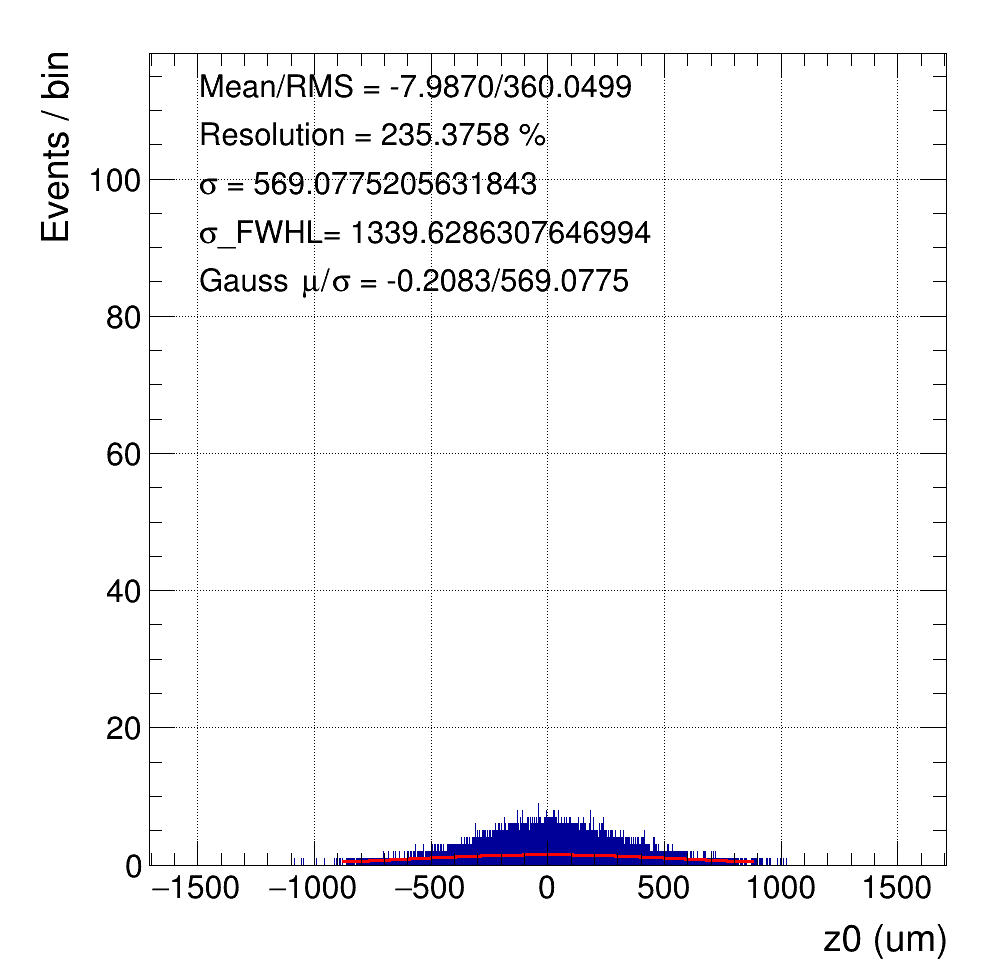 Events / bin
Mean/RMS = -7.9870/360.0499
Resolution = 235.3758 %
σ = 569.0775205631843
σ_FWHL= 1339.6286307646994
Gauss μ/σ = -0.2083/569.0775
100
80
60
40
20
0
−1500 −1000 −500 0 500 1000 1500
z0 (um)